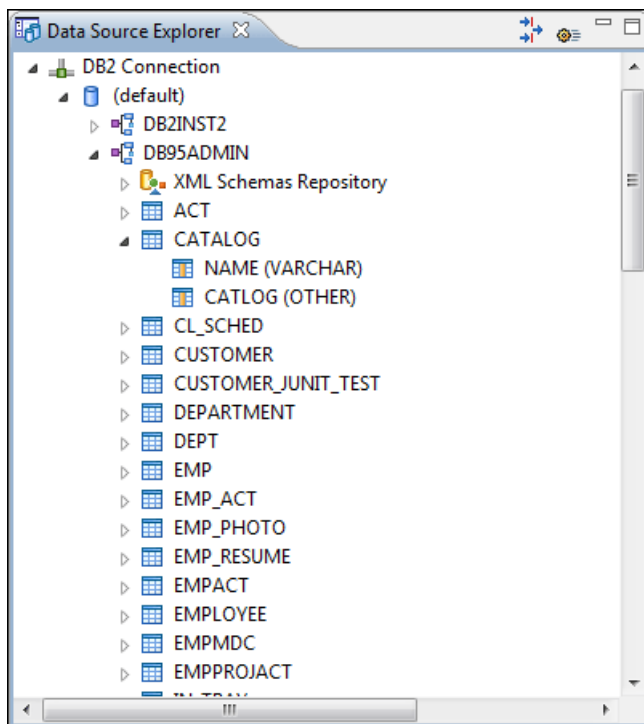 Data Source Explorer
DB2 Connection
(default)
DB2INST2
DB95ADMIN
XML Schemas Repository
ACT
CATALOG
NAME (VARCHAR)
CATLOG (OTHER)
CL_SCHED
CUSTOMER
CUSTOMER_JUNIT_TEST
DEPARTMENT
DEPT
EMP
EMP_ACT
EMP_PHOTO
EMP_RESUME
EMPACT
EMPLOYEE
EMPMDC
EMPPROJACT